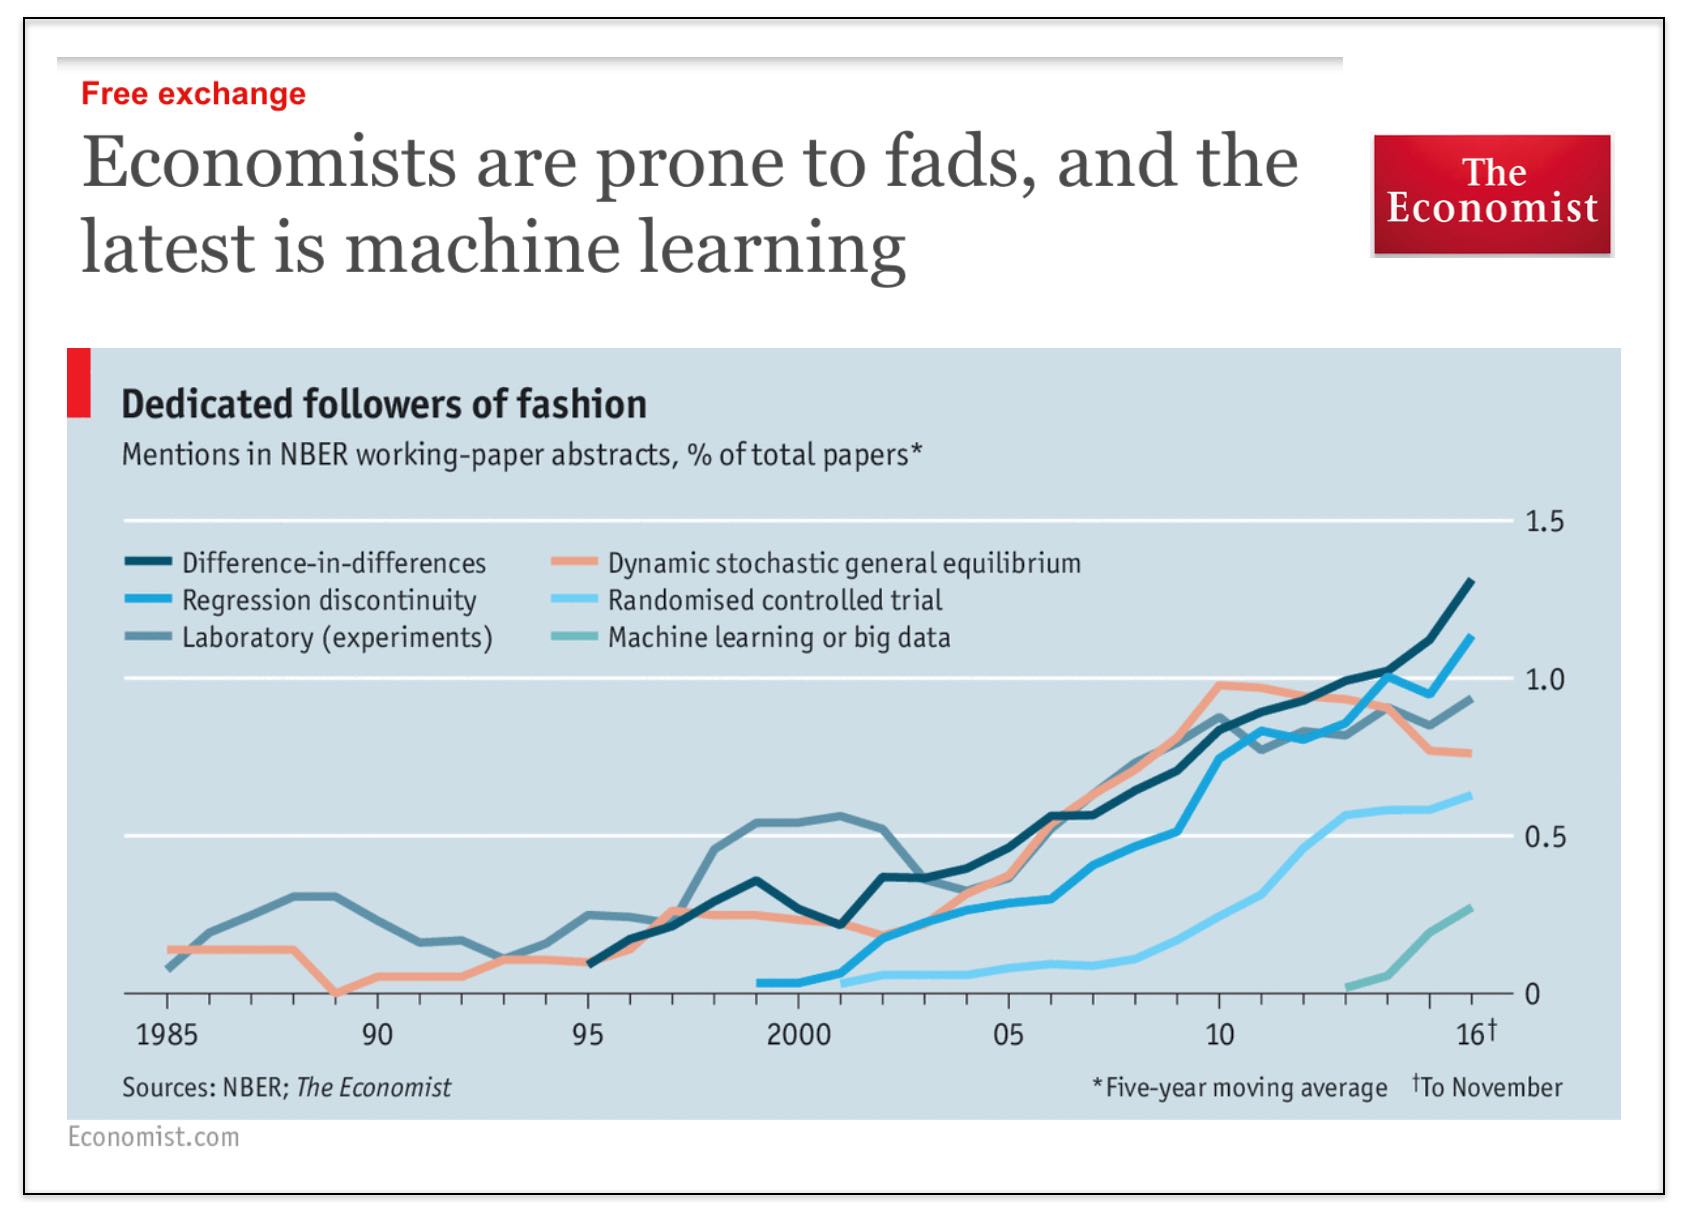 Free exchange
Economists are prone to fads, and the
latest is machine learning
The
Economist
Dedicated followers of fashion
Mentions in NBER working-paper abstracts, % of total papers*
1.5
Difference-in-differences
Dynamic stochastic general equilibrium
Regression discontinuity
Randomised controlled trial
Laboratory (experiments)
Machine learning or big data
1.0
0.5
0
1985 90 95 2000 05 10 16†
Sources: NBER; The Economist
*Five-year moving average †To November
Economist.com